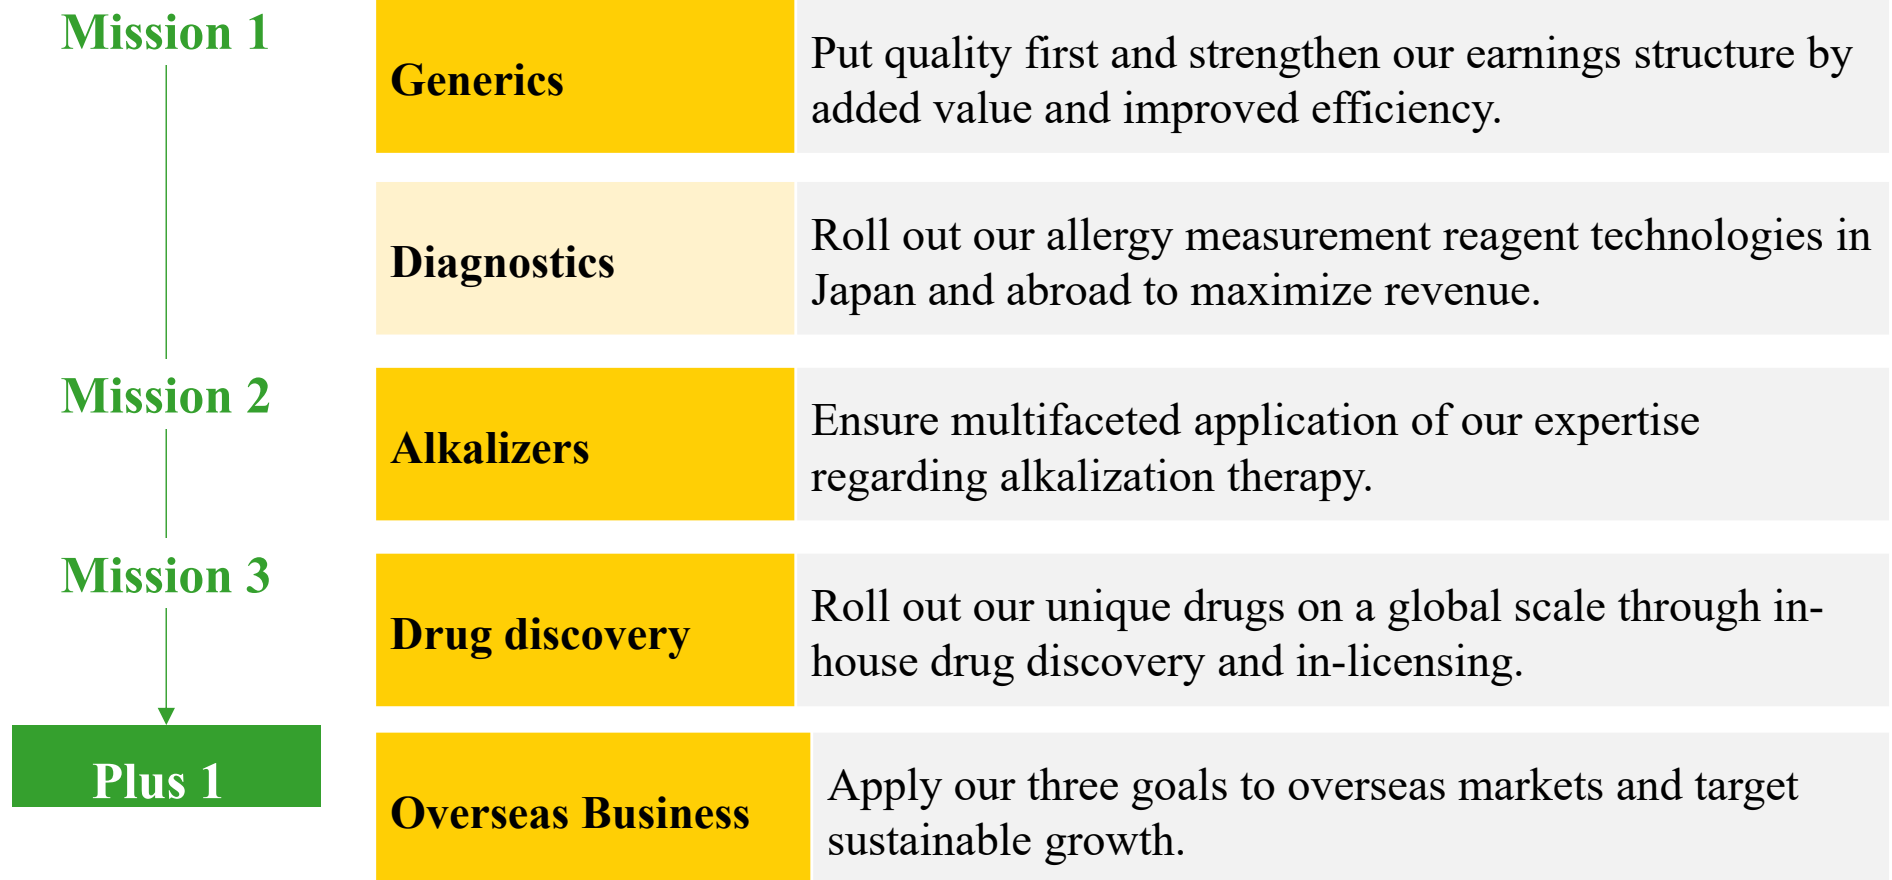 Mission 1
Generics
Put quality first and strengthen our earnings structure by
added value and improved efficiency.
Diagnostics
Roll out our allergy measurement reagent technologies in
Japan and abroad to maximize revenue.
Mission 2
Alkalizers
Ensure multifaceted application of our expertise
regarding alkalization therapy.
Mission 3
Drug discovery
Roll out our unique drugs on a global scale through in-
house drug discovery and in-licensing.
Plus 1
Overseas Business
Apply our three goals to overseas markets and target
sustainable growth.